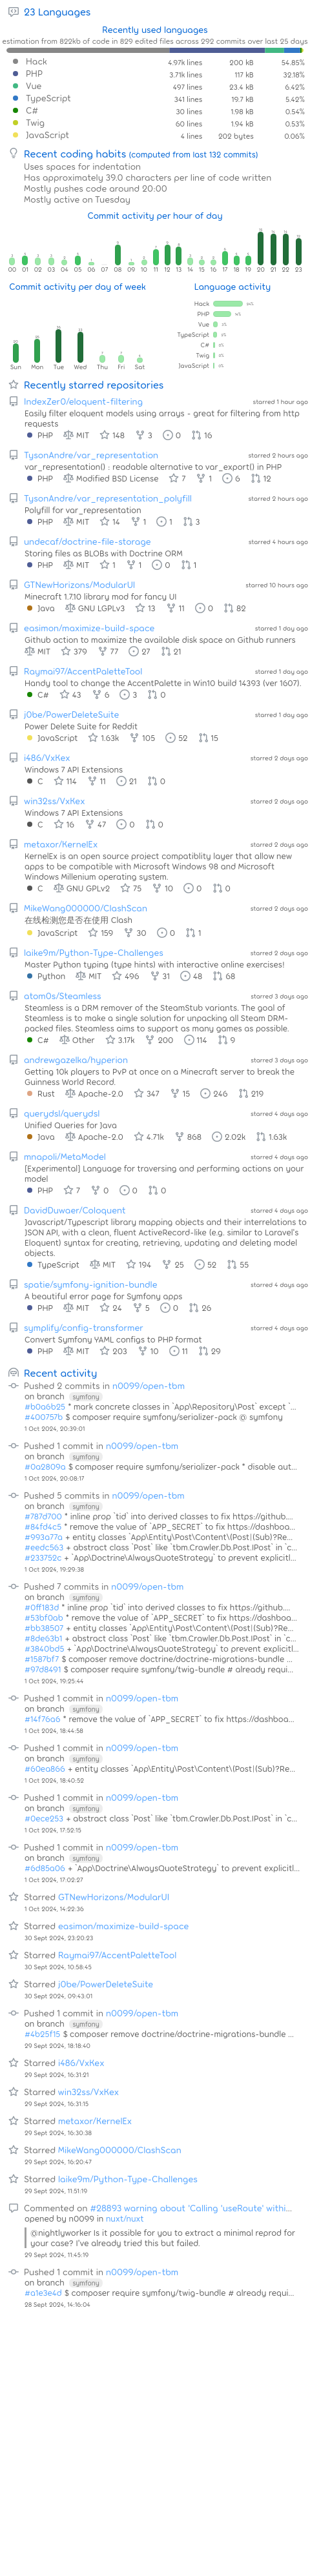 23 Languages
Recently used languages
estimation from 822kb of code in 829 edited files across 292 commits over last 25 days
Hack 4.97k lines 200 kB 54.85%
PHP 3.71k lines 117 kB 32.18%
Vue 497 lines 23.4 kB 6.42%
TypeScript 341 lines 19.7 kB 5.42%
C# 30 lines 1.98 kB 0.54%
Twig 60 lines 1.94 kB 0.53%
JavaScript 4 lines 202 bytes 0.06%
Recent coding habits (computed from last 132 commits)
Uses spaces for indentation
Has approximately 39.0 characters per line of code written
Mostly pushes code around 20:00
Mostly active on Tuesday
Commit activity per hour of day
00 01 02 03 04 05 06 07 08 09 10 11 12 13 14 15 16 17 18 19 20 21 22 23
Commit activity per day of week
Sun Mon Tue Wed Thu Fri Sat
Language activity
Hack
PHP
Vue
TypeScript
C#
Twig
JavaScript
Recently starred repositories
IndexZer0/eloquent-filtering starred 1 hour ago
Easily filter eloquent models using arrays - great for filtering from http
requests
PHP MIT 148 3 0 16
TysonAndre/var_representation starred 2 hours ago
var_representation() : readable alternative to var_export() in PHP
PHP Modified BSD License 7 1 6 12
TysonAndre/var_representation_polyfill starred 2 hours ago
Polyfill for var_representation
PHP MIT 14 1 1 3
undecaf/doctrine-file-storage starred 4 hours ago
Storing files as BLOBs with Doctrine ORM
PHP MIT 1 1 0 1
GTNewHorizons/ModularUI starred 10 hours ago
Minecraft 1.7.10 library mod for fancy UI
Java GNU LGPLv3 13 11 0 82
easimon/maximize-build-space starred 1 day ago
Github action to maximize the available disk space on Github runners
MIT 379 77 27 21
Raymai97/AccentPaletteTool starred 1 day ago
Handy tool to change the AccentPalette in Win10 build 14393 (ver 1607).
C# 43 6 3 0
j0be/PowerDeleteSuite starred 1 day ago
Power Delete Suite for Reddit
JavaScript 1.63k 105 52 15
i486/VxKex starred 2 days ago
Windows 7 API Extensions
C 114 11 21 0
win32ss/VxKex starred 2 days ago
Windows 7 API Extensions
C 16 47 0 0
metaxor/KernelEx starred 2 days ago
KernelEx is an open source project compatibliity layer that allow new
apps to be compatible with Microsoft Windows 98 and Microsoft
Windows Millenium operating system.
C GNU GPLv2 75 10 0 0
MikeWang000000/ClashScan starred 2 days ago
在线检测您是否在使用 Clash
JavaScript 159 30 0 1
laike9m/Python-Type-Challenges starred 2 days ago
Master Python typing (type hints) with interactive online exercises!
Python MIT 496 31 48 68
atom0s/Steamless starred 3 days ago
Steamless is a DRM remover of the SteamStub variants. The goal of
Steamless is to make a single solution for unpacking all Steam DRM-
packed files. Steamless aims to support as many games as possible.
C# Other 3.17k 200 114 9
andrewgazelka/hyperion starred 3 days ago
Getting 10k players to PvP at once on a Minecraft server to break the
Guinness World Record.
Rust Apache-2.0 347 15 246 219
querydsl/querydsl starred 4 days ago
Unified Queries for Java
Java Apache-2.0 4.71k 868 2.02k 1.63k
mnapoli/MetaModel starred 4 days ago
[Experimental] Language for traversing and performing actions on your
model
PHP 7 0 0 0
DavidDuwaer/Coloquent starred 4 days ago
Javascript/Typescript library mapping objects and their interrelations to
JSON API, with a clean, fluent ActiveRecord-like (e.g. similar to Laravel's
Eloquent) syntax for creating, retrieving, updating and deleting model
objects.
TypeScript MIT 194 25 52 55
spatie/symfony-ignition-bundle starred 4 days ago
A beautiful error page for Symfony apps
PHP MIT 24 5 0 26
symplify/config-transformer starred 4 days ago
Convert Symfony YAML configs to PHP format
PHP MIT 203 10 11 29
Recent activity
Pushed 2 commits in n0099/open-tbm
on branch symfony
#b0a6b25 * mark concrete classes in `App\Repository\Post` except `...
#400757b $ composer require symfony/serializer-pack @ symfony
1 Oct 2024, 20:39:01
Pushed 1 commit in n0099/open-tbm
on branch symfony
#0a2809a $ composer require symfony/serializer-pack * disable aut...
1 Oct 2024, 20:08:17
Pushed 5 commits in n0099/open-tbm
on branch symfony
#787d700 * inline prop `tid` into derived classes to fix https://github....
#84fd4c5 * remove the value of `APP_SECRET` to fix https://dashboa...
#993a77a + entity classes `App\Entity\Post\Content\(Post|(Sub)?Re...
#eedc563 + abstract class `Post` like `tbm.Crawler.Db.Post.IPost` in `c...
#233752c + `App\Doctrine\AlwaysQuoteStrategy` to prevent explicitl...
1 Oct 2024, 19:29:38
Pushed 7 commits in n0099/open-tbm
on branch symfony
#0ff183d * inline prop `tid` into derived classes to fix https://github....
#53bf0ab * remove the value of `APP_SECRET` to fix https://dashboa...
#bb38507 + entity classes `App\Entity\Post\Content\(Post|(Sub)?Re...
#8de63b1 + abstract class `Post` like `tbm.Crawler.Db.Post.IPost` in `c...
#3840bd5 + `App\Doctrine\AlwaysQuoteStrategy` to prevent explicitl...
#1587bf7 $ composer remove doctrine/doctrine-migrations-bundle ...
#97d8491 $ composer require symfony/twig-bundle # already requi...
1 Oct 2024, 19:25:44
Pushed 1 commit in n0099/open-tbm
on branch symfony
#14f76a6 * remove the value of `APP_SECRET` to fix https://dashboa...
1 Oct 2024, 18:44:58
Pushed 1 commit in n0099/open-tbm
on branch symfony
#60ea866 + entity classes `App\Entity\Post\Content\(Post|(Sub)?Re...
1 Oct 2024, 18:40:52
Pushed 1 commit in n0099/open-tbm
on branch symfony
#0ece253 + abstract class `Post` like `tbm.Crawler.Db.Post.IPost` in `c...
1 Oct 2024, 17:52:15
Pushed 1 commit in n0099/open-tbm
on branch symfony
#6d85a06 + `App\Doctrine\AlwaysQuoteStrategy` to prevent explicitl...
1 Oct 2024, 17:02:27
Starred GTNewHorizons/ModularUI
1 Oct 2024, 14:22:36
Starred easimon/maximize-build-space
30 Sept 2024, 23:20:23
Starred Raymai97/AccentPaletteTool
30 Sept 2024, 10:58:45
Starred j0be/PowerDeleteSuite
30 Sept 2024, 09:43:01
Pushed 1 commit in n0099/open-tbm
on branch symfony
#4b25f15 $ composer remove doctrine/doctrine-migrations-bundle ...
29 Sept 2024, 18:18:40
Starred i486/VxKex
29 Sept 2024, 16:31:21
Starred win32ss/VxKex
29 Sept 2024, 16:31:15
Starred metaxor/KernelEx
29 Sept 2024, 16:30:38
Starred MikeWang000000/ClashScan
29 Sept 2024, 16:20:47
Starred laike9m/Python-Type-Challenges
29 Sept 2024, 11:51:19
Commented on #28893 warning about 'Calling 'useRoute' withi...
opened by n0099 in nuxt/nuxt
@nightlyworker Is it possible for you to extract a minimal reprod for
your case? I've already tried this but failed.
29 Sept 2024, 11:45:19
Pushed 1 commit in n0099/open-tbm
on branch symfony
#a1e3e4d $ composer require symfony/twig-bundle # already requi...
28 Sept 2024, 14:16:04